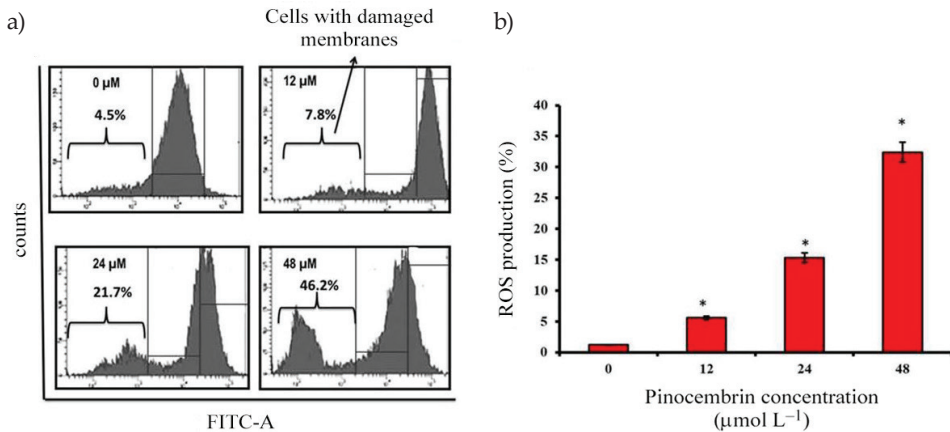 a)
Cells with damaged
membranes
0 µM
4.5%
12 µM
7.8%
24 µM
21.7%
48 µM
46.2%
counts
FITC-A
b)
ROS production (%)
40
35
30
25
20
15
10
5
0
*
*
*
0 12 24 48
Pinocembrin concentration
(µmol L⁻¹)